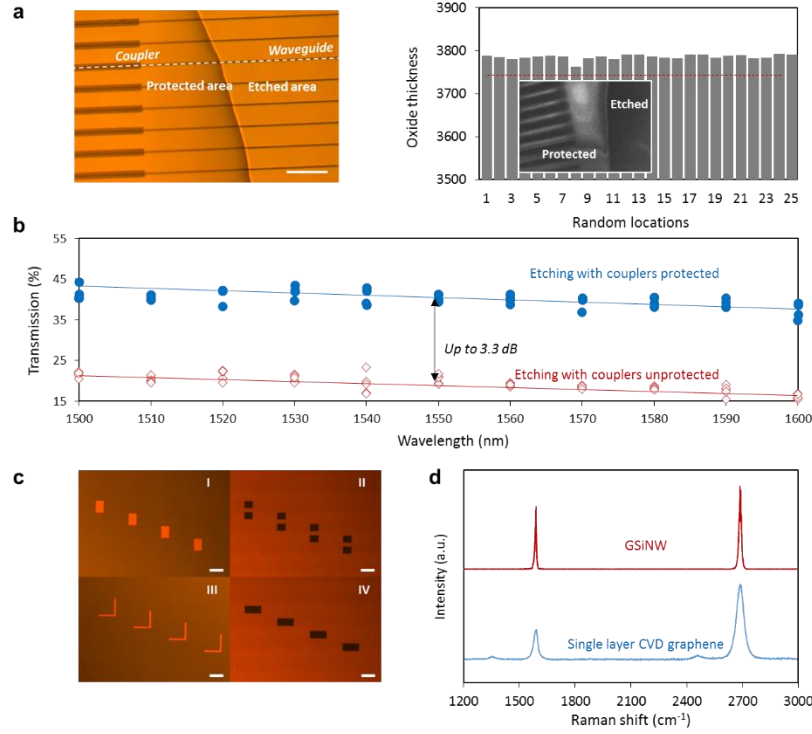 a
Coupler
Waveguide
Protected area
Etched area
Oxide thickness
3900
3800
3700
3600
3500
Etched
Protected
1 3 5 7 9 11 13 15 17 19 21 23 25
Random locations
b
Transmission (%)
55
45
35
25
15
Etching with couplers protected
Up to 3.3 dB
Etching with couplers unprotected
1500 1510 1520 1530 1540 1550 1560 1570 1580 1590 1600
Wavelength (nm)
c
I
II
III
IV
d
Intensity (a.u.)
GSiNW
Single layer CVD graphene
1200 1500 1800 2100 2400 2700 3000
Raman shift (cm⁻¹)